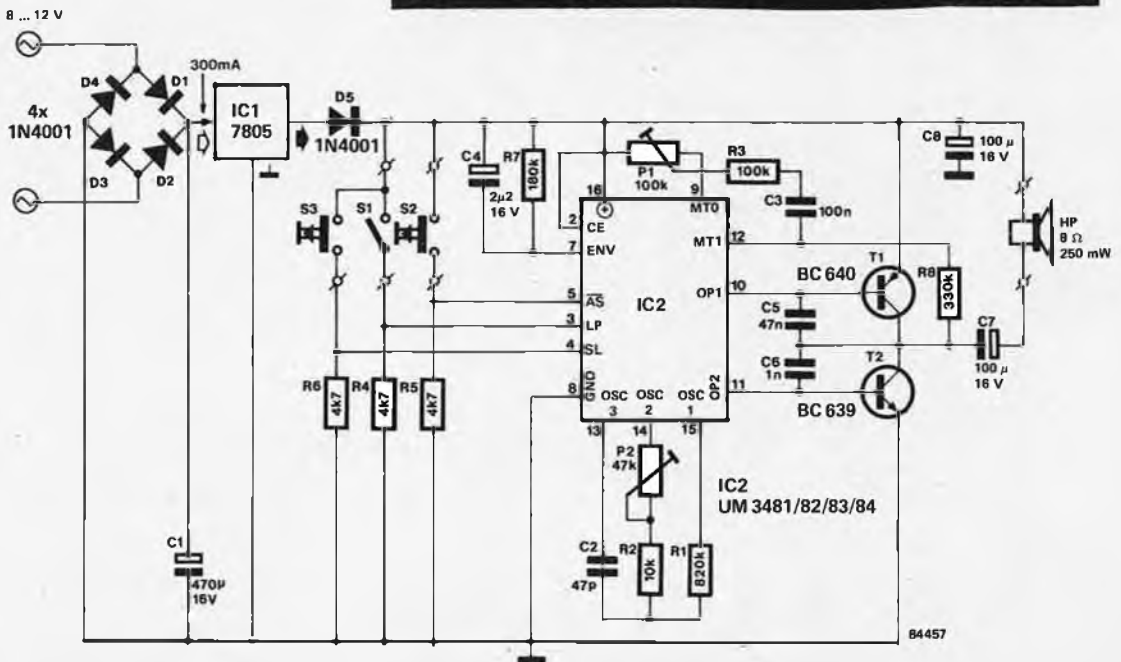 8 ... 12 V
D4
D1
300mA
4x
1N4001
D3
D2
IC1
7805
D5
1N4001
C1
470µ
16V
S3
S1
S2
R6
4k7
R4
4k7
R5
4k7
C4
2µ2
16 V
R7
180k
P1
100k
R3
100k
C3
100n
16
2
CE
7
ENV
9
MT0
MT1
12
5
AS
3
LP
4
SL
8
GND
IC2
OP1
10
OP2
11
OSC
3
OSC
2
OSC
1
13
14
15
C5
47n
C6
1n
BC 640
T1
BC 639
T2
R8
330k
C7
100 µ
16 V
C8
100 µ
16 V
HP
8 Ω
250 mW
P2
47k
C2
47p
R2
10k
R1
820k
IC2
UM 3481/82/83/84
84457